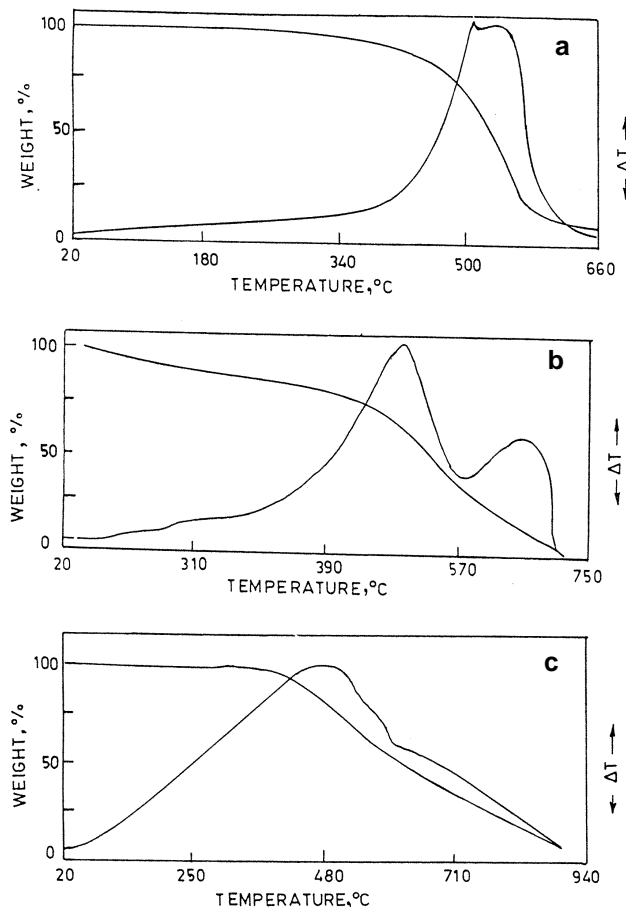 a
100
50
0
WEIGHT, %
← ΔT →
20 180 340 500 660
TEMPERATURE,°C
b
100
50
0
WEIGHT, %
← ΔT →
20 310 390 570 750
TEMPERATURE,°C
c
100
50
0
WEIGHT, %
← ΔT →
20 250 480 710 940
TEMPERATURE,°C